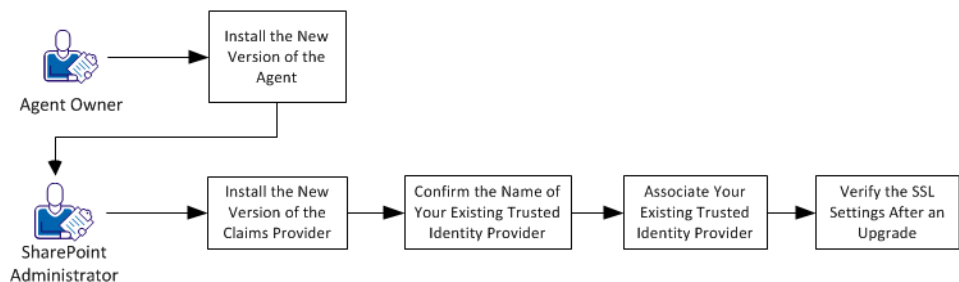 Install the New
Version of the
Agent
Agent Owner
SharePoint
Administrator
Install the New
Version of the
Claims Provider
Confirm the Name of
Your Existing Trusted
Identity Provider
Associate Your
Existing Trusted
Identity Provider
Verify the SSL
Settings After an
Upgrade